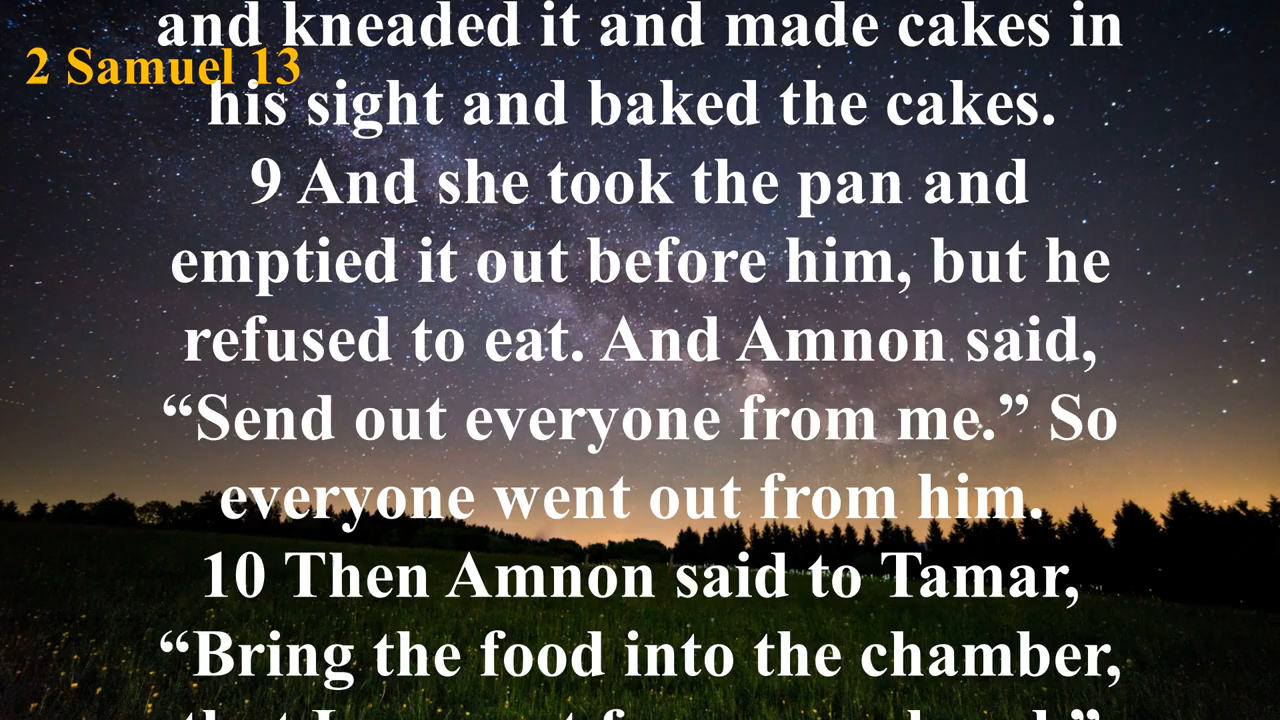 and kneaded it and made cakes in
2 Samuel 13
his sight and baked the cakes.
9 And she took the pan and
emptied it out before him, but he
refused to eat. And Amnon said,
“Send out everyone from me.” So
everyone went out from him.
10 Then Amnon said to Tamar,
“Bring the food into the chamber,